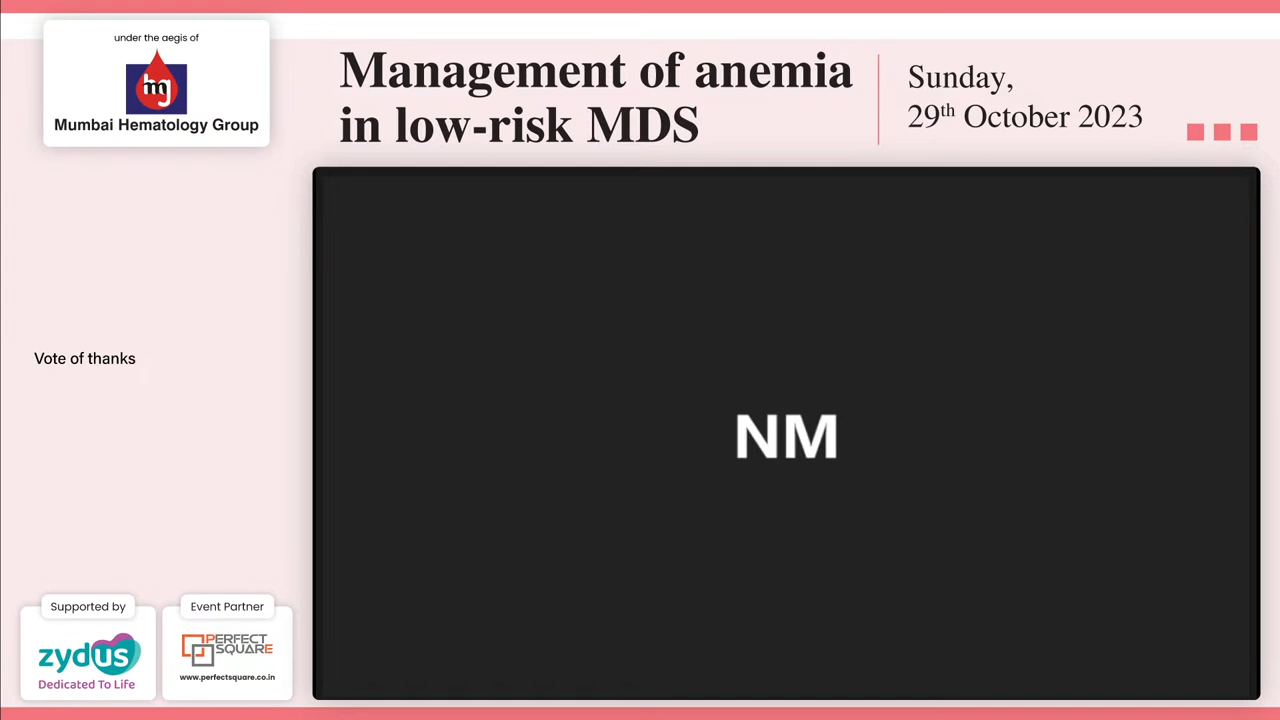 under the aegis of
mg
Mumbai Hematology Group
Management of anemia
in low-risk MDS
Sunday,
29th October 2023
Vote of thanks
NM
Supported by
zydus
Dedicated To Life
Event Partner
PERFECT
SQUARE
www.perfectsquare.co.in